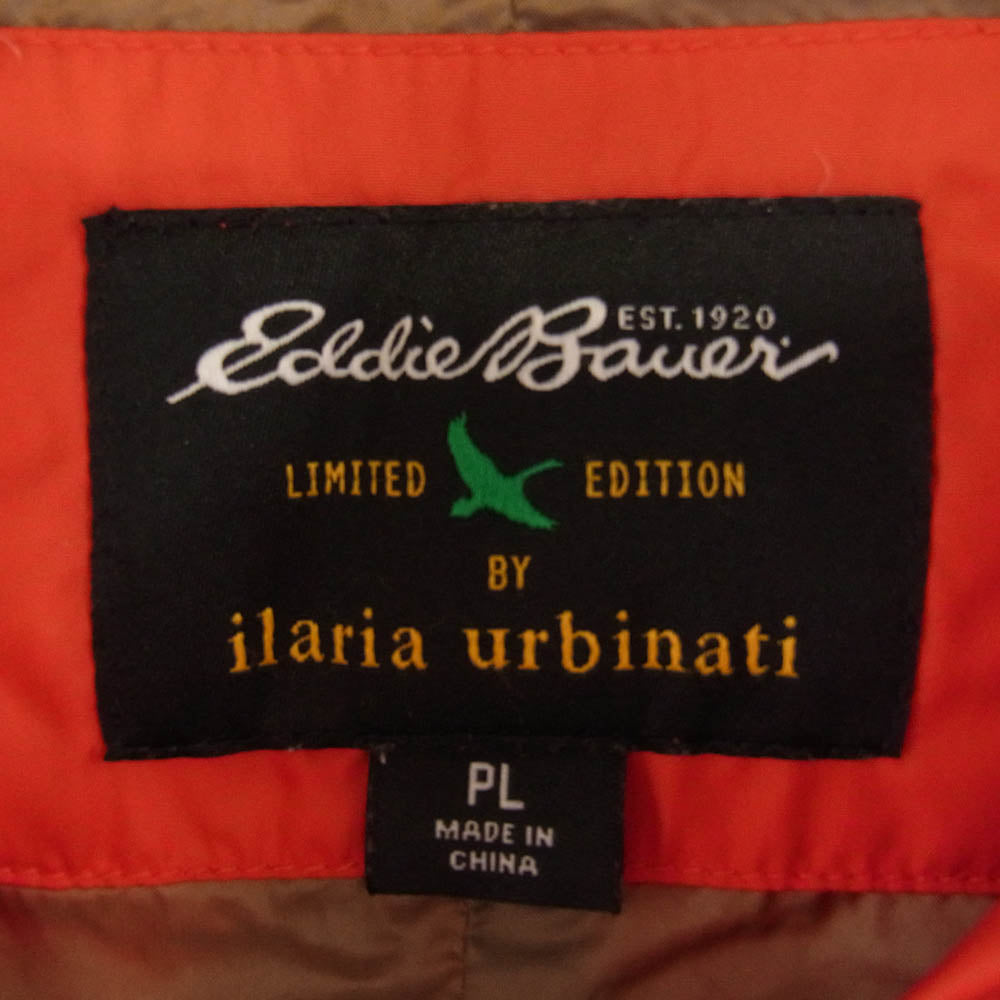 Eddie Bauer
EST. 1920
LIMITED EDITION
BY
ilaria urbinati
PL
MADE IN
CHINA